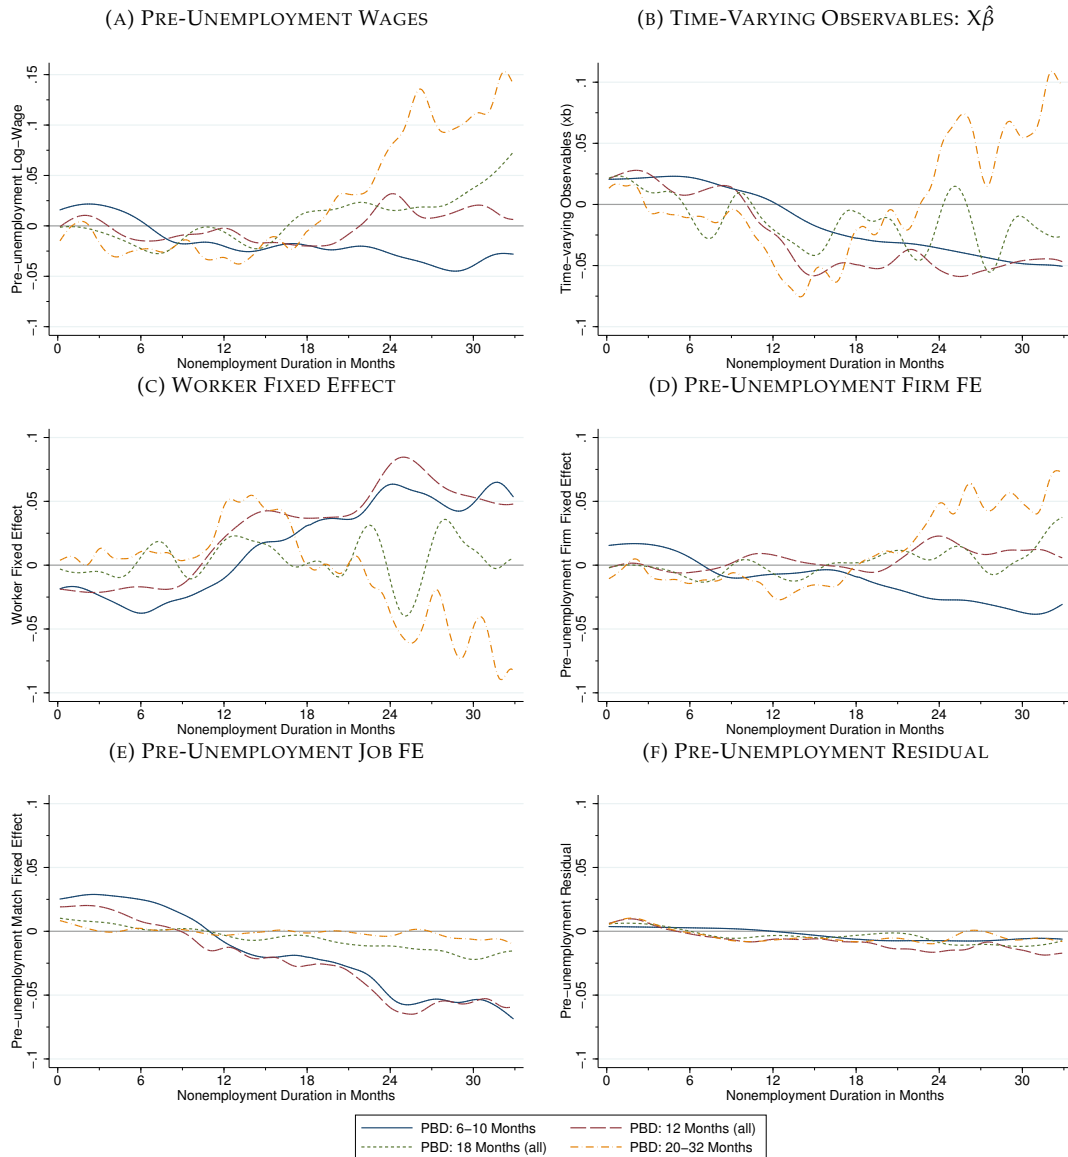 (A) PRE-UNEMPLOYMENT WAGES
Pre−unemployment Log−Wage
.15
.1
.05
0
−.05
−.1
0 6 12 18 24 30
Nonemployment Duration in Months
(B) TIME-VARYING OBSERVABLES: Xβ̂
Time−varying Observables (xb)
.1
.05
0
−.05
−.1
0 6 12 18 24 30
Nonemployment Duration in Months
(C) WORKER FIXED EFFECT
Worker Fixed Effect
.1
.05
0
−.05
−.1
0 6 12 18 24 30
Nonemployment Duration in Months
(D) PRE-UNEMPLOYMENT FIRM FE
Pre−unemployment Firm Fixed Effect
.1
.05
0
−.05
−.1
0 6 12 18 24 30
Nonemployment Duration in Months
(E) PRE-UNEMPLOYMENT JOB FE
Pre−unemployment Match Fixed Effect
.1
.05
0
−.05
−.1
0 6 12 18 24 30
Nonemployment Duration in Months
(F) PRE-UNEMPLOYMENT RESIDUAL
Pre−unemployment Residual
.1
.05
0
−.05
−.1
0 6 12 18 24 30
Nonemployment Duration in Months
PBD: 6−10 Months PBD: 12 Months (all)
PBD: 18 Months (all) PBD: 20−32 Months